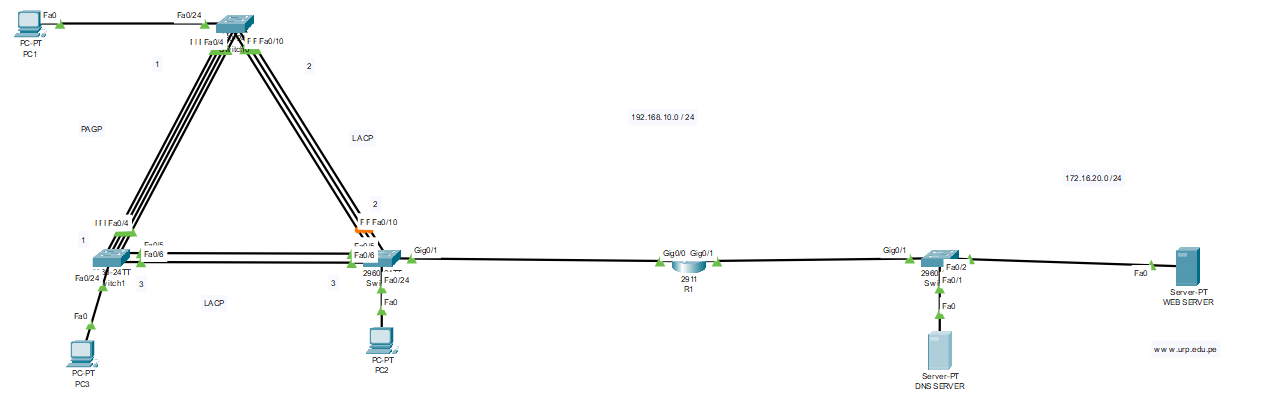 Fa0
Fa0/24
PC-PT
PC1
Fa0/4
Fa0/10
1
2
192.168.10.0 / 24
PAGP
LACP
172.16.20.0 /24
2
Fa0/4
Fa0/10
1
Fa0/5
Fa0/6
Fa0/6
Gig0/1
Gig0/0
Gig0/1
Gig0/1
-24TT
2960
2911
R1
2960
Fa0/2
Fa0/24
3
3
Fa0/24
Fa0/1
Fa0
LACP
Fa0
Fa0
Fa0
Server-PT
WEB SERVER
PC-PT
PC3
PC-PT
PC2
www.urp.edu.pe
Server-PT
DNS SERVER